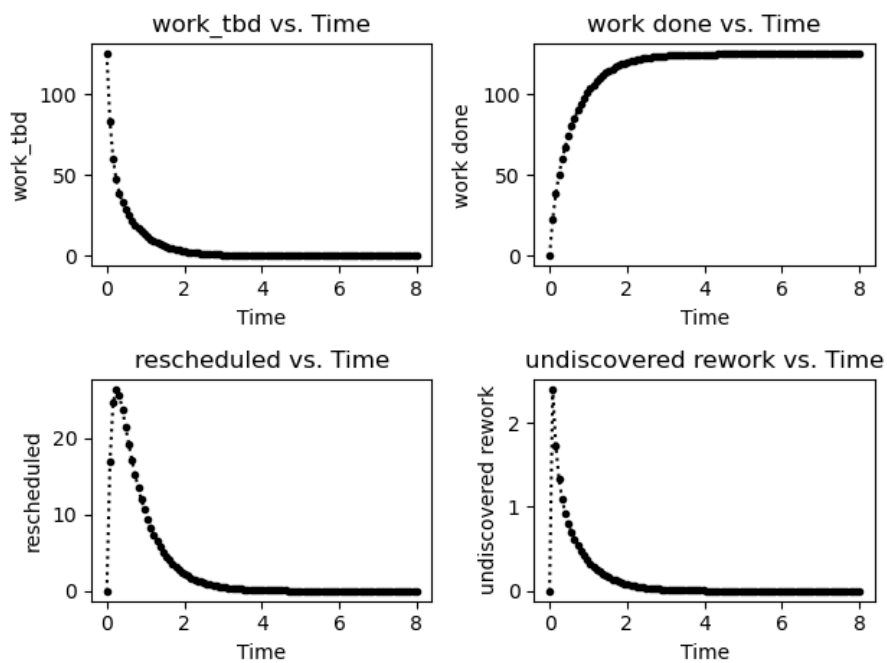 work_tbd vs. Time
work_tbd
100
50
0
0 2 4 6 8
Time
work done vs. Time
work done
100
50
0
0 2 4 6 8
Time
rescheduled vs. Time
rescheduled
20
10
0
0 2 4 6 8
Time
undiscovered rework vs. Time
undiscovered rework
2
1
0
0 2 4 6 8
Time